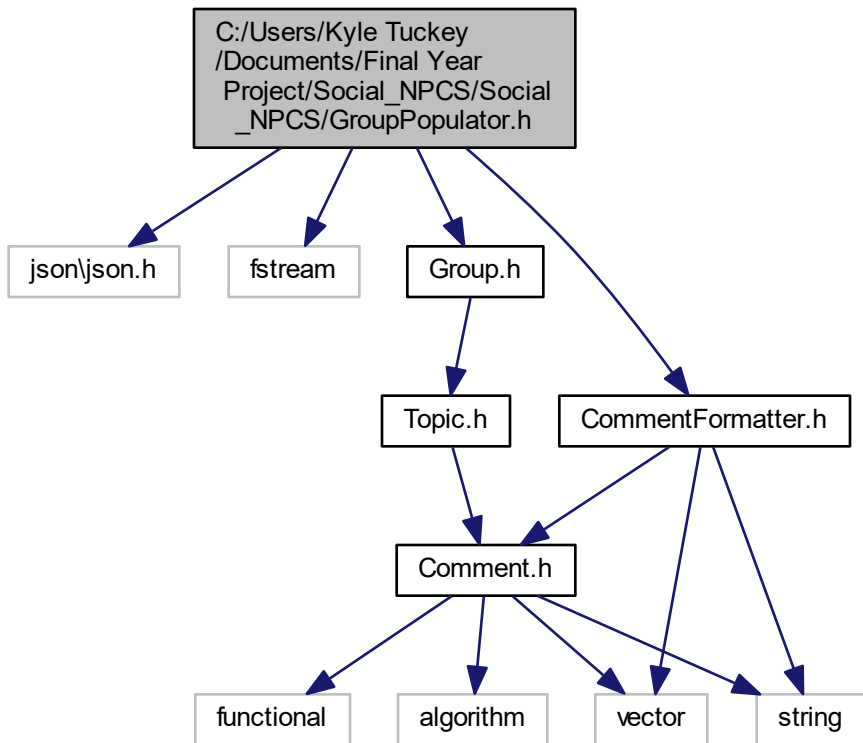 C:/Users/Kyle Tuckey
/Documents/Final Year
Project/Social_NPCS/Social
_NPCS/GroupPopulator.h
json\json.h
fstream
Group.h
Topic.h
CommentFormatter.h
Comment.h
functional
algorithm
vector
string